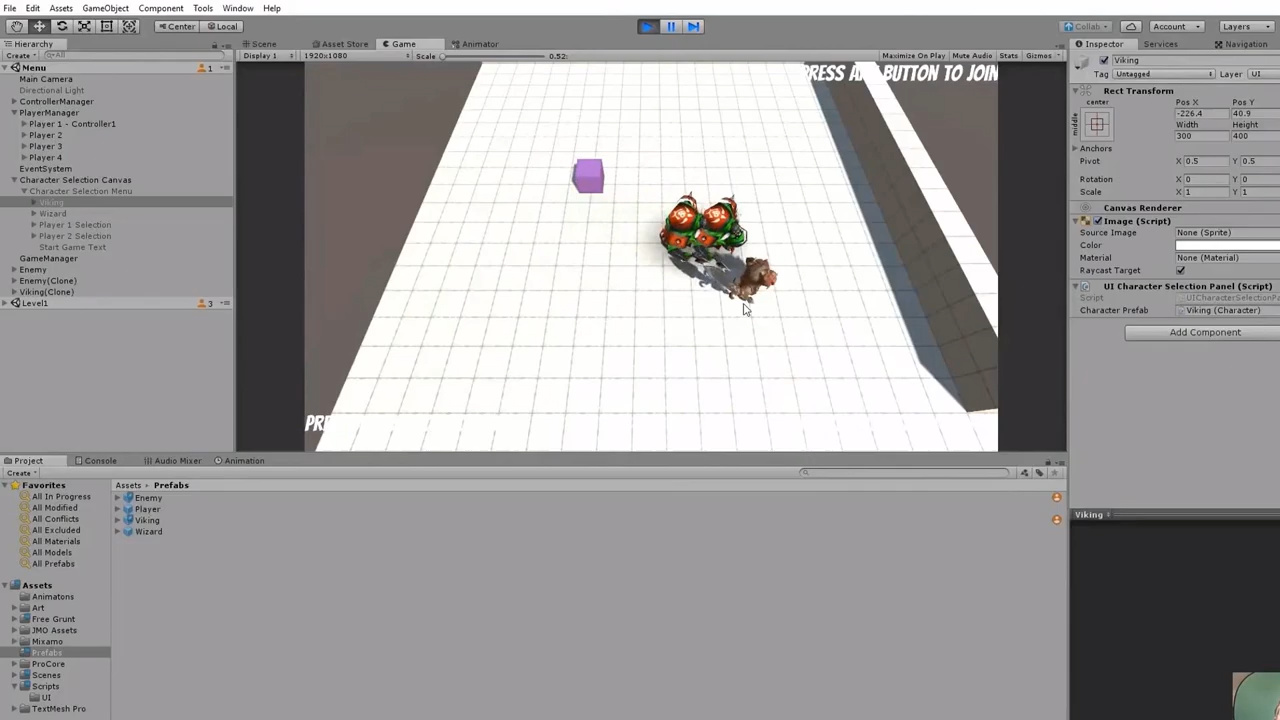 File Edit Assets GameObject Component Tools Window Help
Center Local Collab Account Layers
Hierarchy Scene Asset Store Game Animator Inspector Services Navigation
Create All Display 1 1920x1080 Scale 0.52: Maximize On Play Mute Audio Stats Gizmos Viking
Menu 1
Main Camera
Directional Light
ControllerManager
PlayerManager
Player 1 - Controller1
Player 2
Player 3
Player 4
EventSystem
Character Selection Canvas
Character Selection Menu
Viking
Wizard
Player 1 Selection
Player 2 Selection
Start Game Text
GameManager
Enemy
Enemy(Clone)
Viking(Clone)
Level1 3
BUTTON TO JOIN
Tag Untagged Layer UI
Rect Transform
center Pos X Pos Y
middle -226.4 40.9
Width Height
300 400
Anchors
Pivot X 0.5 Y 0.5
Rotation X 0 Y 0
Scale X 1 Y 1
Canvas Renderer
Image (Script)
Source Image None (Sprite)
Color
Material None (Material)
Raycast Target
UI Character Selection Panel (Script)
Script UICharacterSelectionPa
Character Prefab Viking (Character)
Add Component
Viking
Project Console Audio Mixer Animation
Create
Favorites
All In Progress
All Modified
All Conflicts
All Excluded
All Materials
All Models
All Prefabs
Assets
Animatons
Art
Free Grunt
JMO Assets
Mixamo
Prefabs
ProCore
Scenes
Scripts
UI
TextMesh Pro
Assets Prefabs
Enemy
Player
Viking
Wizard